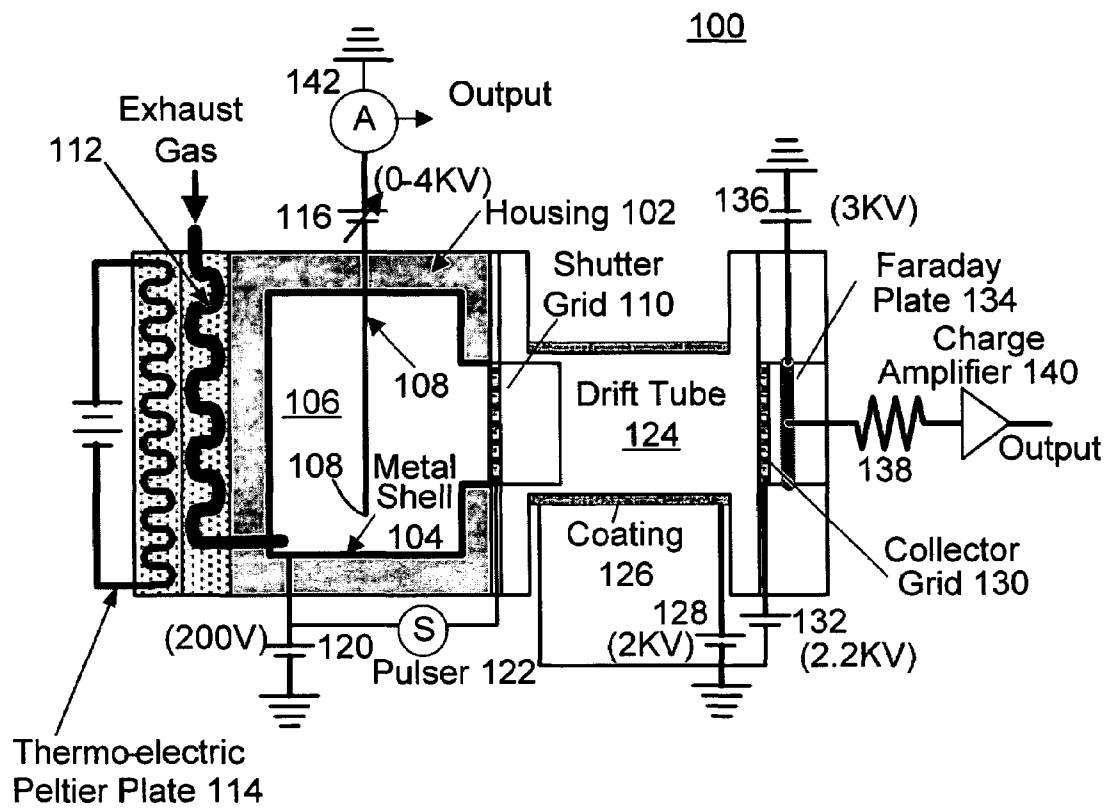 100
142
A
Output
Exhaust
Gas
112
(0-4KV)
116
Housing 102
136
(3KV)
Shutter
Grid 110
Faraday
Plate 134
Charge
Amplifier 140
108
106
Drift Tube
124
Output
138
108
Metal
Shell
104
Coating
126
Collector
Grid 130
128
(2KV)
132
(2.2KV)
(200V)
120
S
Pulser 122
Thermo-electric
Peltier Plate 114